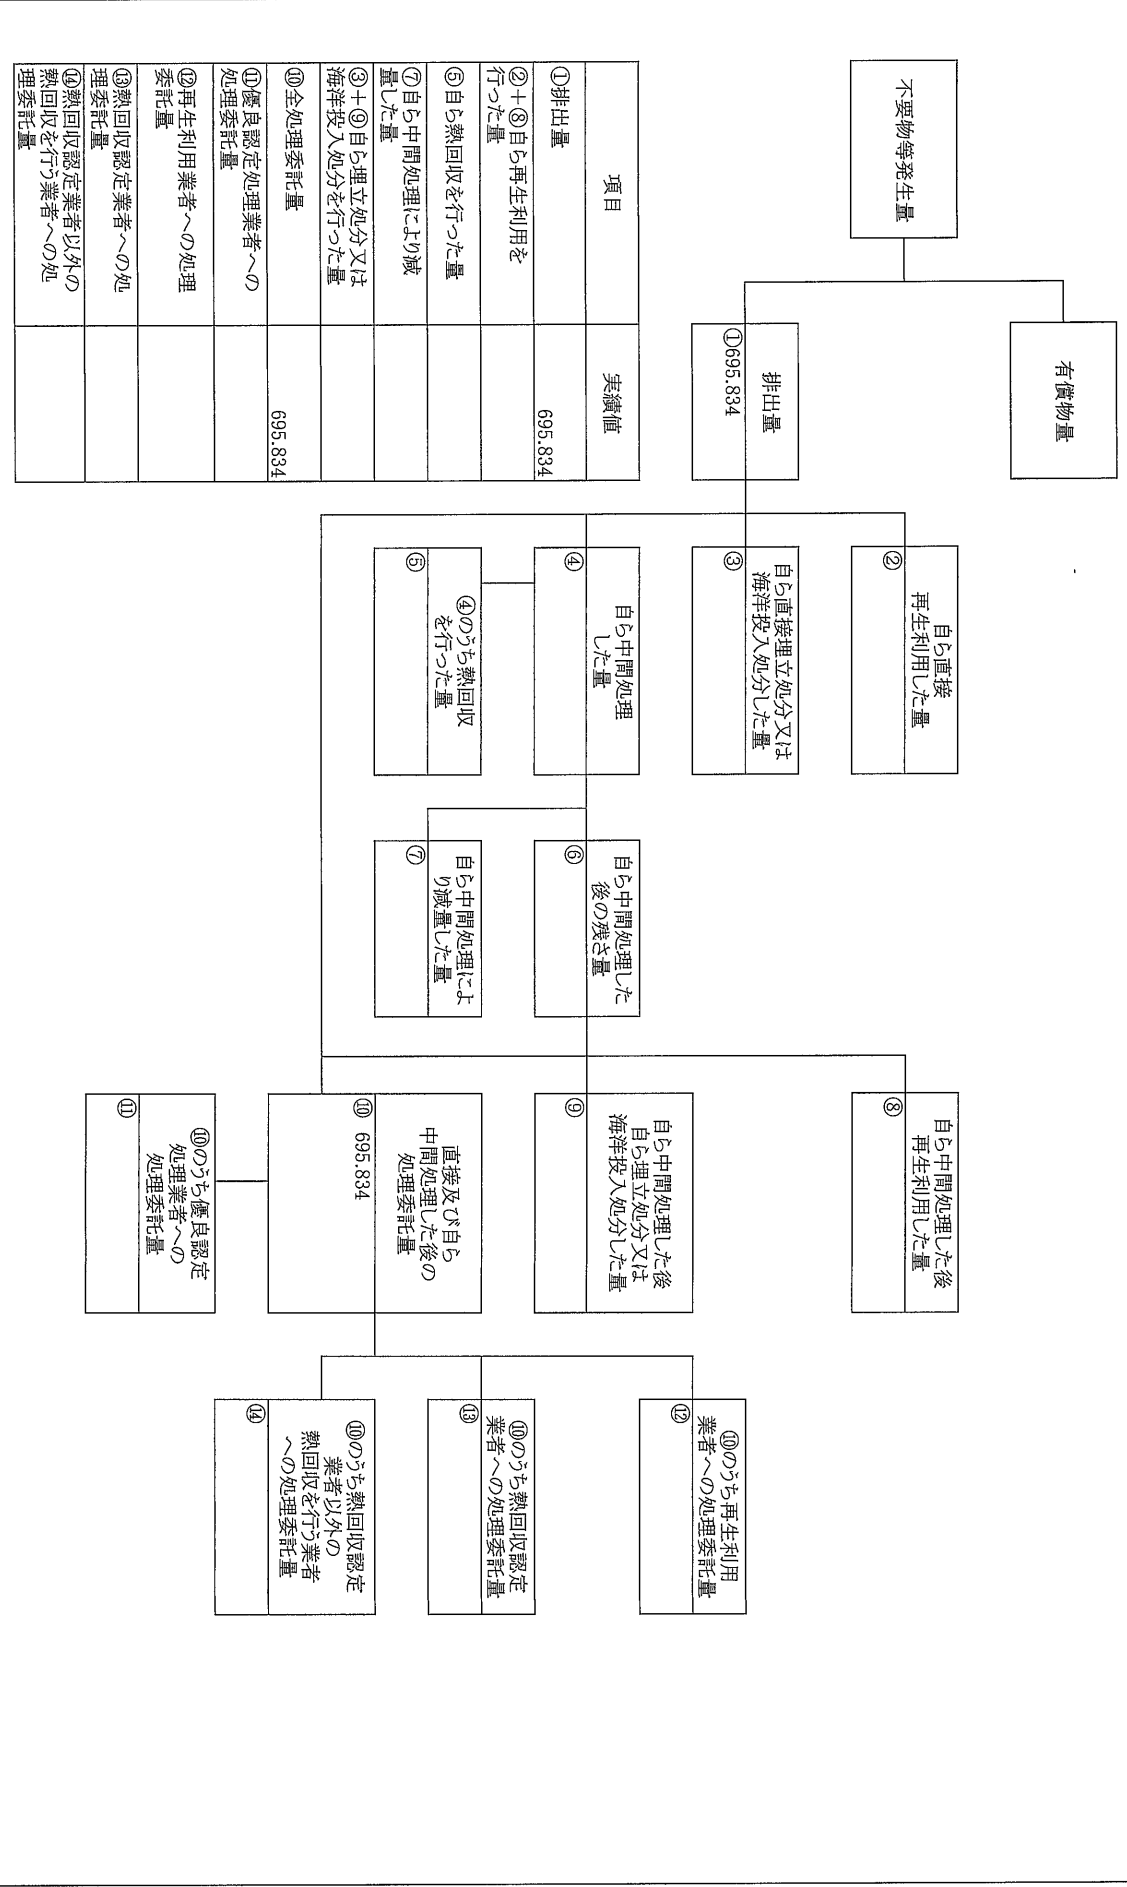 有償物量
不要物等発生量
排出量
①695.834
自ら直接
再生利用した量
②
自ら直接埋立処分又は
海洋投入処分した量
③
自ら中間処理
した量
④
④のうち熱回収
を行った量
⑤
自ら中間処理した
後の残さ量
⑥
自ら中間処理によ
り減量した量
⑦
自ら中間処理した後
再生利用した量
⑧
自ら中間処理した後
自ら埋立処分又は
海洋投入処分した量
⑨
直接及び自ら
中間処理した後の
処理委託量
⑩ 695.834
⑩のうち優良認定
処理業者への
処理委託量
⑪
⑩のうち再生利用
業者への処理委託量
⑫
⑩のうち熱回収認定
業者への処理委託量
⑬
⑩のうち熱回収認定
業者以外の
熱回収を行う業者
への処理委託量
⑭
項目 実績値
①排出量 695.834
②+⑧自ら再生利用を
行った量
⑤自ら熱回収を行った量
⑦自ら中間処理により減
量した量
③+⑨自ら埋立処分又は
海洋投入処分を行った量
⑩全処理委託量 695.834
⑪優良認定処理業者への
処理委託量
⑫再生利用業者への処理
委託量
⑬熱回収認定業者への処
理委託量
⑭熱回収認定業者以外の
熱回収を行う業者への処
理委託量